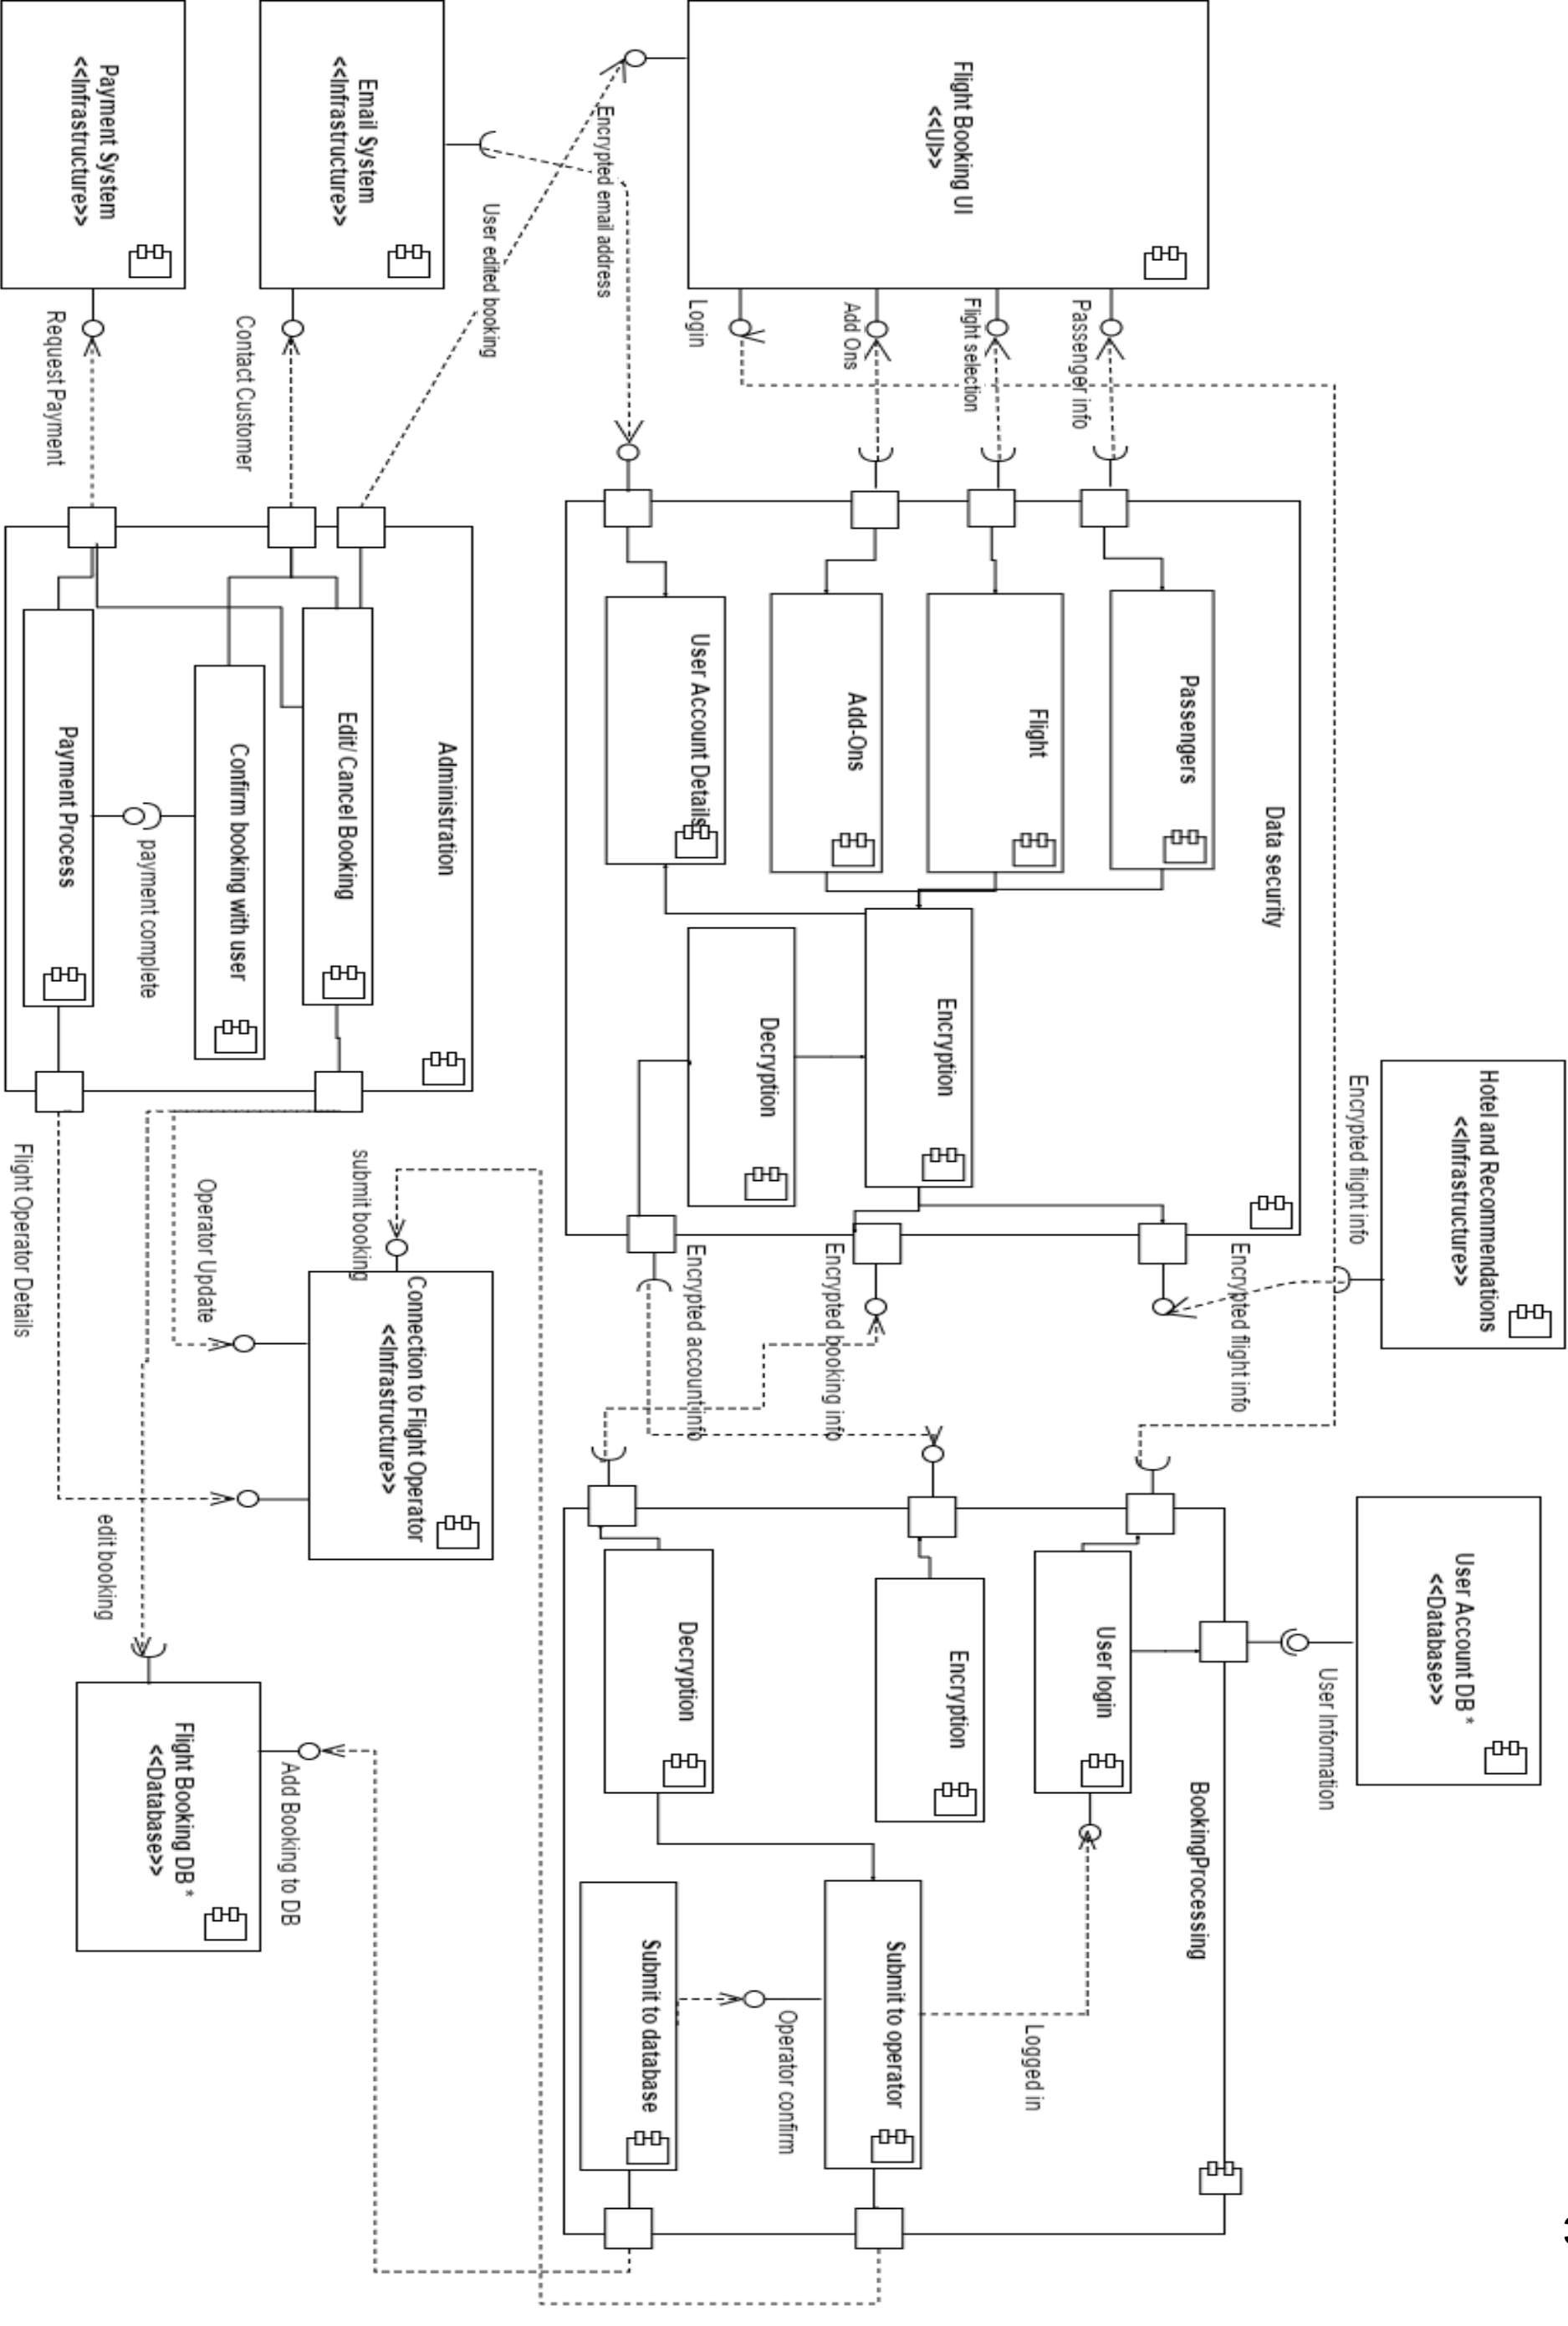 Hotel and Recommendations
<<Infrastructure>>
Encrypted flight info
User Account DB *
<<Database>>
User Information
Flight Booking UI
<<UI>>
Passenger info
Flight selection
Add Ons
Login
Data security
Passengers
Flight
Add-Ons
User Account Details
Encryption
Decryption
Encrypted flight info
Encrypted booking info
Encrypted account info
BookingProcessing
User login
Encryption
Decryption
Logged in
Submit to operator
Operator confirm
Submit to database
Encrypted email address
User edited booking
Email System
<<Infrastructure>>
Contact Customer
Payment System
<<Infrastructure>>
Request Payment
Administration
Edit/ Cancel Booking
Confirm booking with user
payment complete
Payment Process
submit booking
Connection to Flight Operator
<<Infrastructure>>
Operator Update
Flight Operator Details
edit booking
Add Booking to DB
Flight Booking DB *
<<Database>>